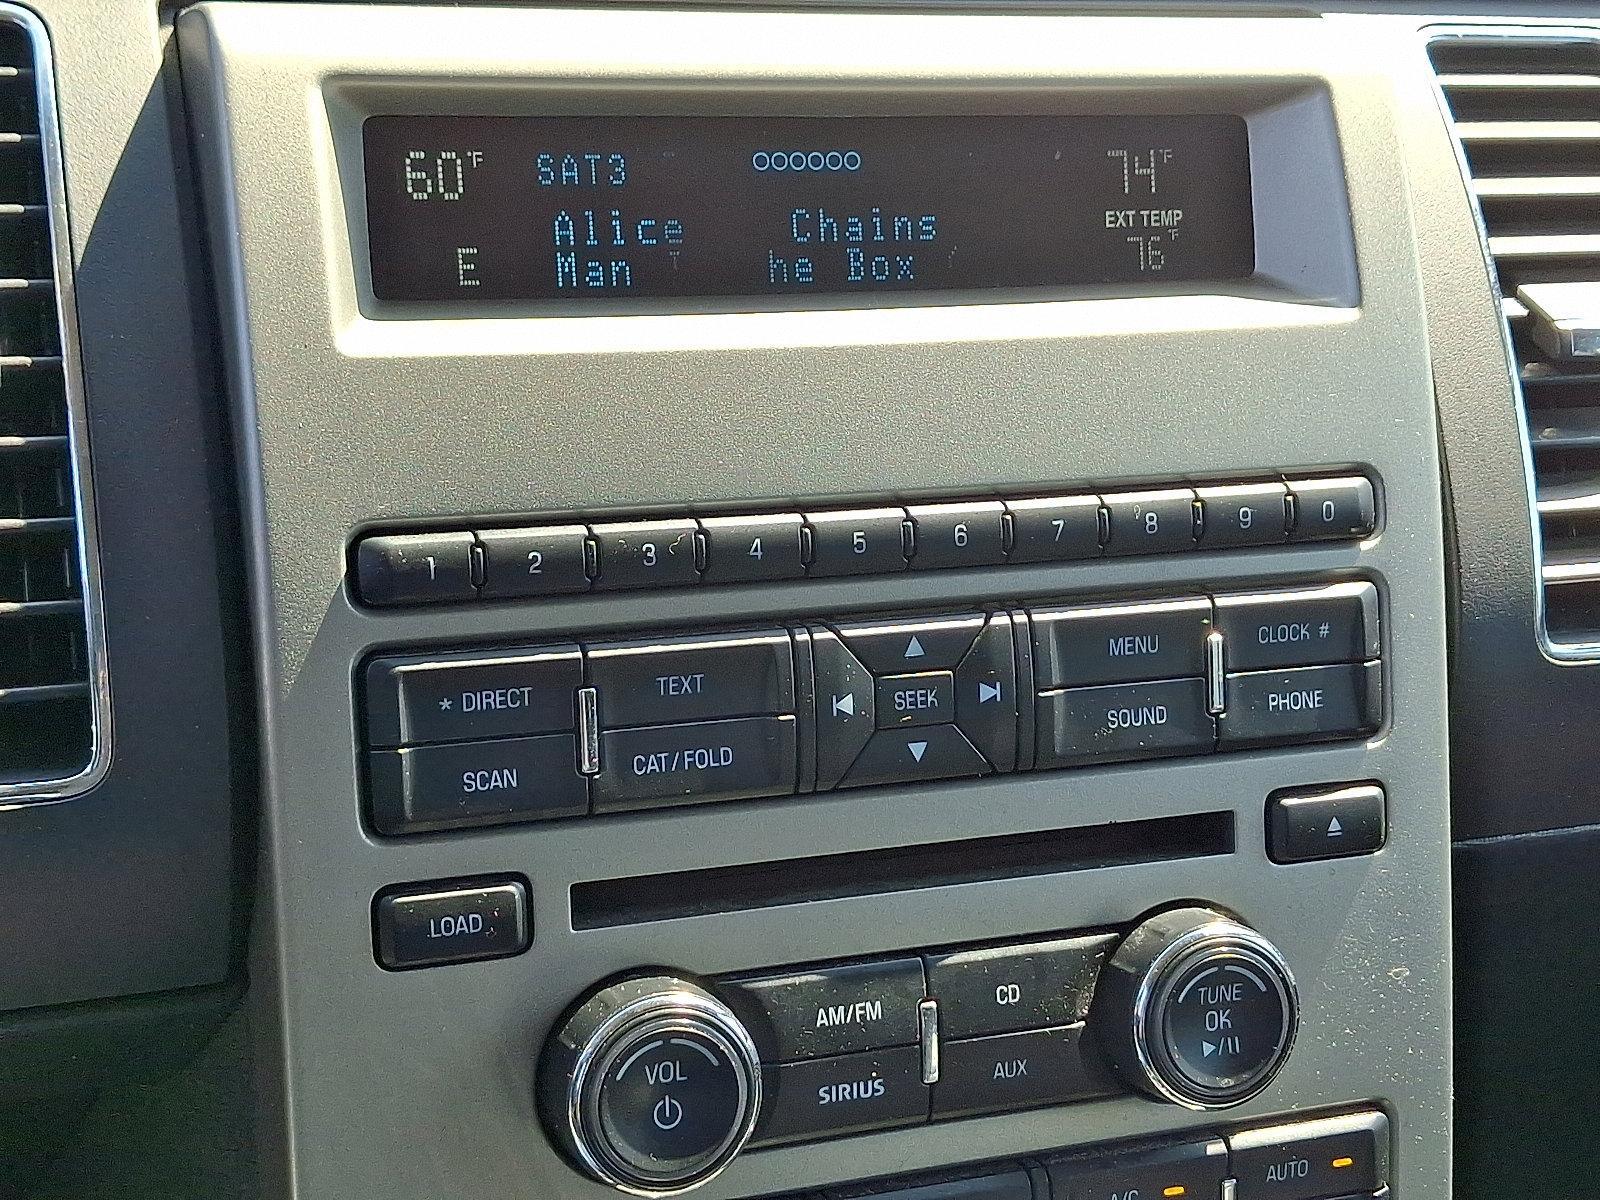 60°F SAT3 74°F
Alice Chains EXT TEMP
E Man he Box 76°F
1 2 3 4 5 6 7 8 9 0
* DIRECT TEXT MENU CLOCK #
SEEK
SCAN CAT/FOLD SOUND PHONE
LOAD
AM/FM CD TUNE
OK
VOL SIRIUS AUX
A/C AUTO